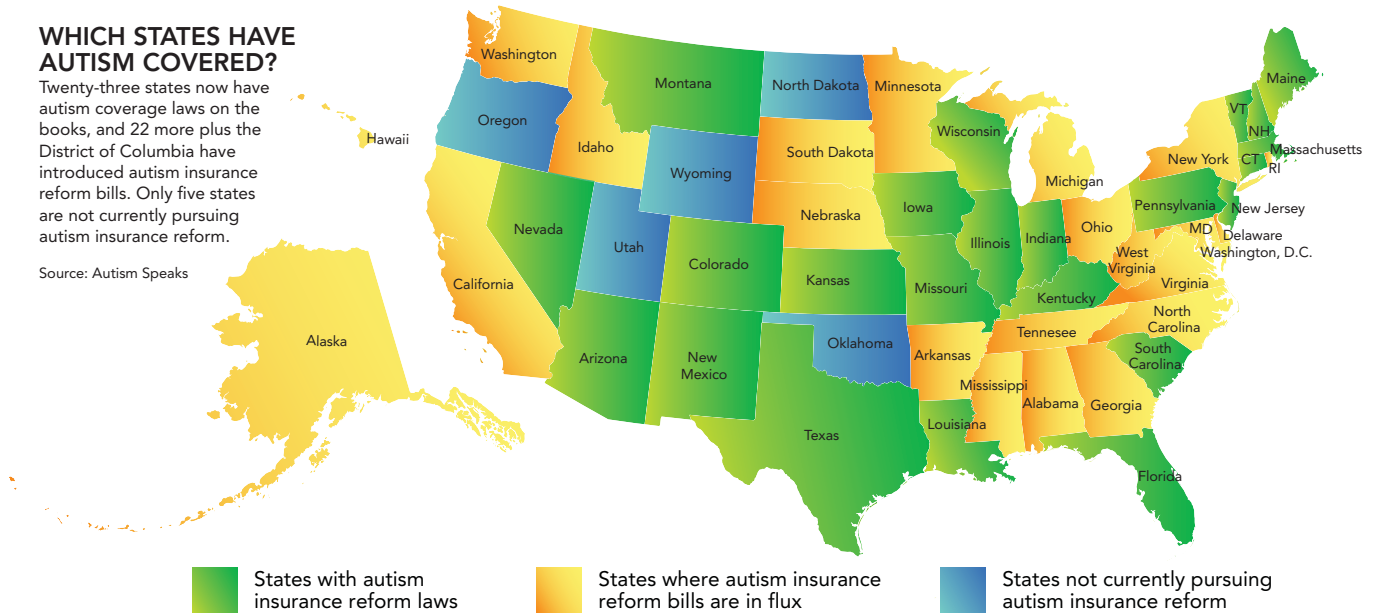 WHICH STATES HAVE
AUTISM COVERED?
Twenty-three states now have
autism coverage laws on the
books, and 22 more plus the
District of Columbia have
introduced autism insurance
reform bills. Only five states
are not currently pursuing
autism insurance reform.
Source: Autism Speaks
Washington
Oregon
Idaho
Montana
North Dakota
Minnesota
South Dakota
Wyoming
Wisconsin
Michigan
Maine
VT
NH
Massachusetts
New York
CT
RI
Hawaii
California
Nevada
Utah
Colorado
Nebraska
Iowa
Illinois
Indiana
Ohio
Pennsylvania
New Jersey
MD
Delaware
Washington, D.C.
West
Virginia
Virginia
Kansas
Missouri
Kentucky
North
Carolina
Tennesee
South
Carolina
Alaska
Arizona
New
Mexico
Oklahoma
Arkansas
Mississippi
Alabama
Georgia
Texas
Louisiana
Florida
States with autism
insurance reform laws
States where autism insurance
reform bills are in flux
States not currently pursuing
autism insurance reform